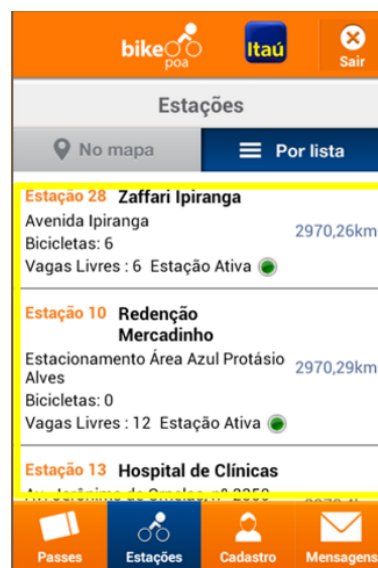 bike
poa
Itaú
Sair
Estações
No mapa
Por lista
Estação 28 Zaffari Ipiranga
Avenida Ipiranga
2970,26km
Bicicletas: 6
Vagas Livres : 6 Estação Ativa
Estação 10 Redenção
Mercadinho
Estacionamento Área Azul Protásio
Alves
2970,29km
Bicicletas: 0
Vagas Livres : 12 Estação Ativa
Estação 13 Hospital de Clínicas
Passes Estações Cadastro Mensagens